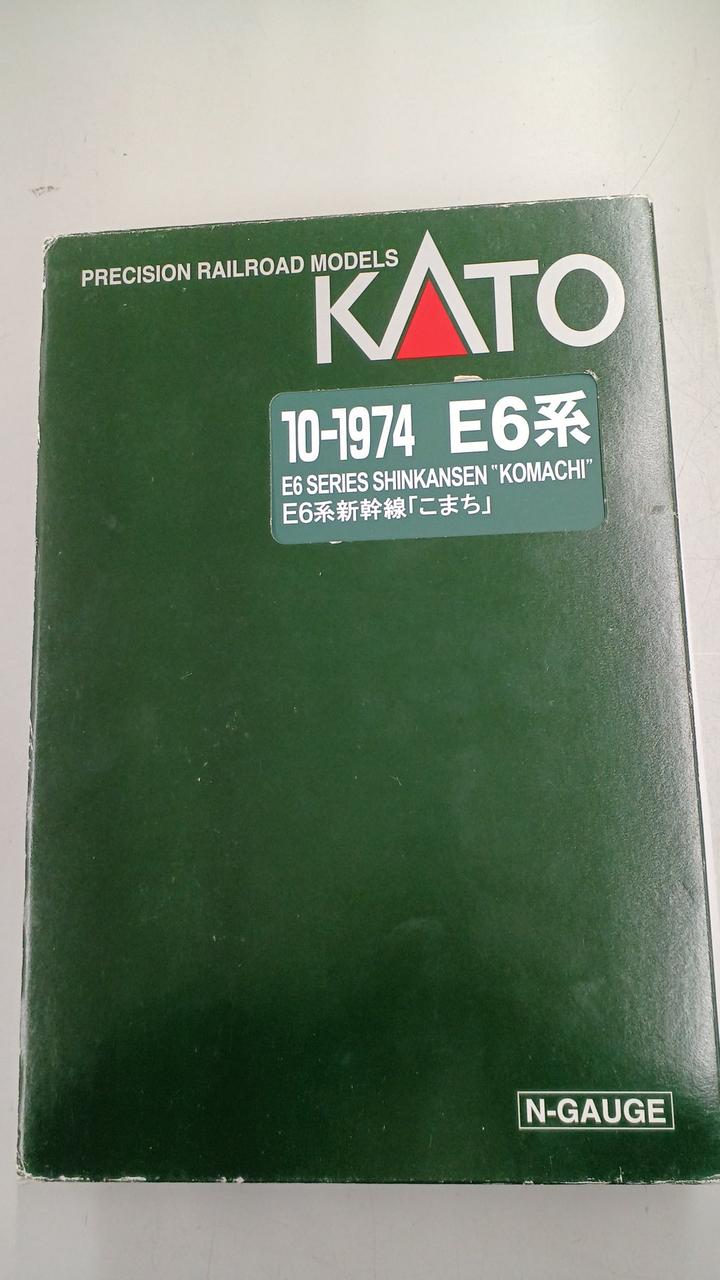 PRECISION RAILROAD MODELS
KATO
10-1974 E6系
E6 SERIES SHINKANSEN "KOMACHI"
E6系新幹線「こまち」
N-GAUGE